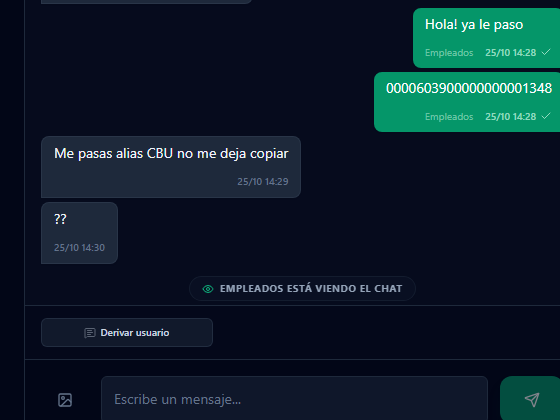 Hola! ya le paso
Empleados 25/10 14:28
0000603900000000001348
Empleados 25/10 14:28
Me pasas alias CBU no me deja copiar
25/10 14:29
??
25/10 14:30
EMPLEADOS ESTÁ VIENDO EL CHAT
Derivar usuario
Escribe un mensaje...